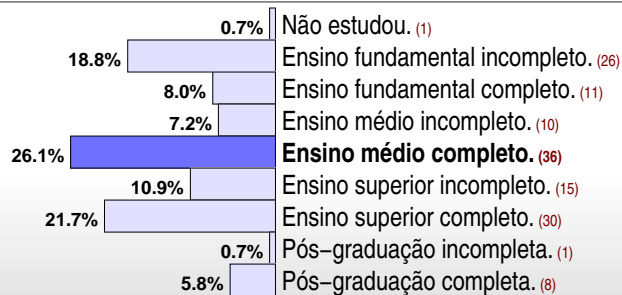 0.7% Não estudou. (1)
18.8% Ensino fundamental incompleto. (26)
8.0% Ensino fundamental completo. (11)
7.2% Ensino médio incompleto. (10)
26.1% Ensino médio completo. (36)
10.9% Ensino superior incompleto. (15)
21.7% Ensino superior completo. (30)
0.7% Pós−graduação incompleta. (1)
5.8% Pós−graduação completa. (8)